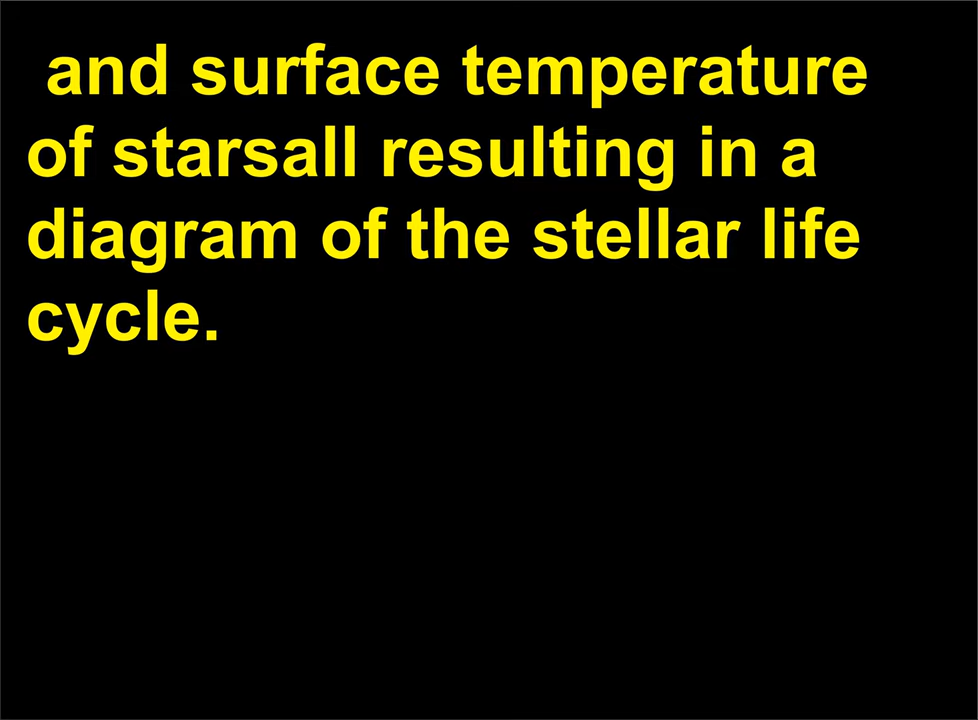 and surface temperature
of starsall resulting in a
diagram of the stellar life
cycle.